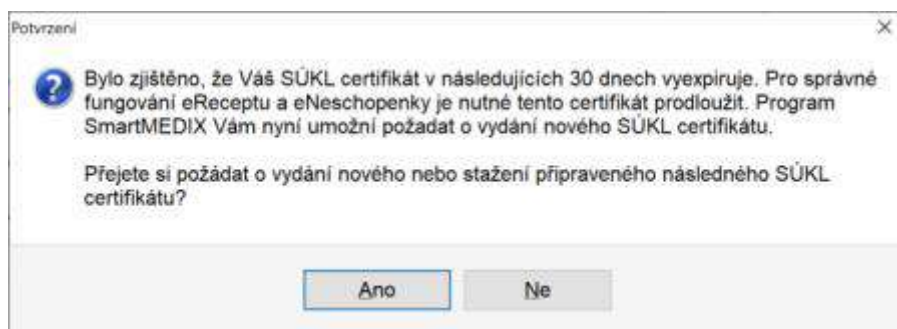 Potvrzení
Bylo zjištěno, že Váš SÚKL certifikát v následujících 30 dnech vyexpiruje. Pro správné
fungování eReceptu a eNeschopenky je nutné tento certifikát prodloužit. Program
SmartMEDIX Vám nyní umožní požadat o vydání nového SÚKL certifikátu.
Přejete si požádat o vydání nového nebo stažení připraveného následného SÚKL
certifikátu?
Ano
Ne